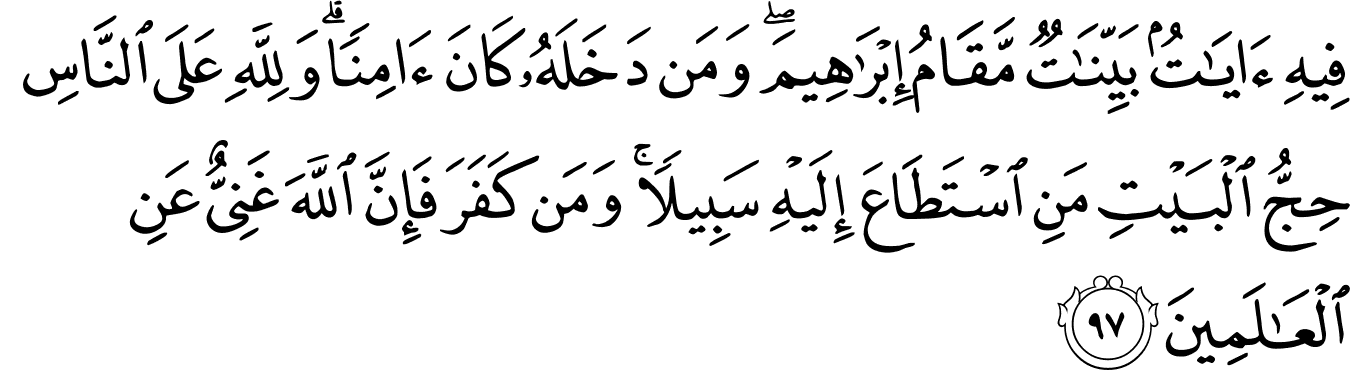 فِيهِ ءَايَـٰتٌۢ بَيِّنَـٰتٌ مَّقَامُ إِبْرَٰهِيمَ ۖ وَمَن دَخَلَهُۥ كَانَ ءَامِنًا ۗ وَلِلَّهِ عَلَى ٱلنَّاسِ
حِجُّ ٱلْبَيْتِ مَنِ ٱسْتَطَاعَ إِلَيْهِ سَبِيلًا ۚ وَمَن كَفَرَ فَإِنَّ ٱللَّهَ غَنِىٌّ عَنِ
ٱلْعَـٰلَمِينَ ٩٧